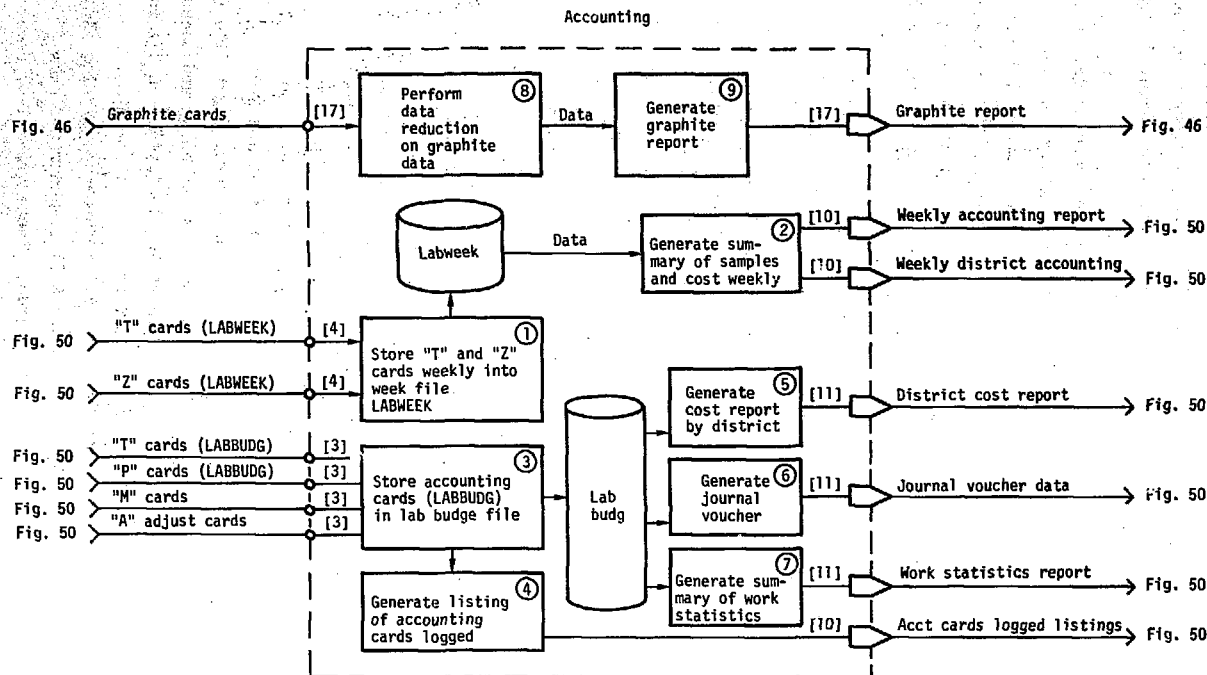 Accounting
Fig. 46
Graphite cards
[17]
Perform
data
reduction
on graphite
data
8
Data
Generate
graphite
report
9
[17]
Graphite report
Fig. 46
Labweek
Data
Generate sum-
mary of samples
and cost weekly
2
[10]
Weekly accounting report
Fig. 50
[10]
Weekly district accounting
Fig. 50
Fig. 50
"T" cards (LABWEEK)
[4]
Fig. 50
"Z" cards (LABWEEK)
[4]
Store "T" and "Z"
cards weekly into
week file
LABWEEK
1
Fig. 50
"T" cards (LABBUDG)
[3]
Fig. 50
"P" cards (LABBUDG)
[3]
Fig. 50
"M" cards
[3]
Fig. 50
"A" adjust cards
[3]
Store accounting
cards (LABBUDG)
in lab budge file
3
Generate listing
of accounting
cards logged
4
Lab
budg
Generate
cost report
by district
5
[11]
District cost report
Fig. 50
Generate
journal
voucher
6
[11]
Journal voucher data
Fig. 50
Generate sum-
mary of work
statistics
7
[11]
Work statistics report
Fig. 50
[10]
Acct cards logged listings
Fig. 50